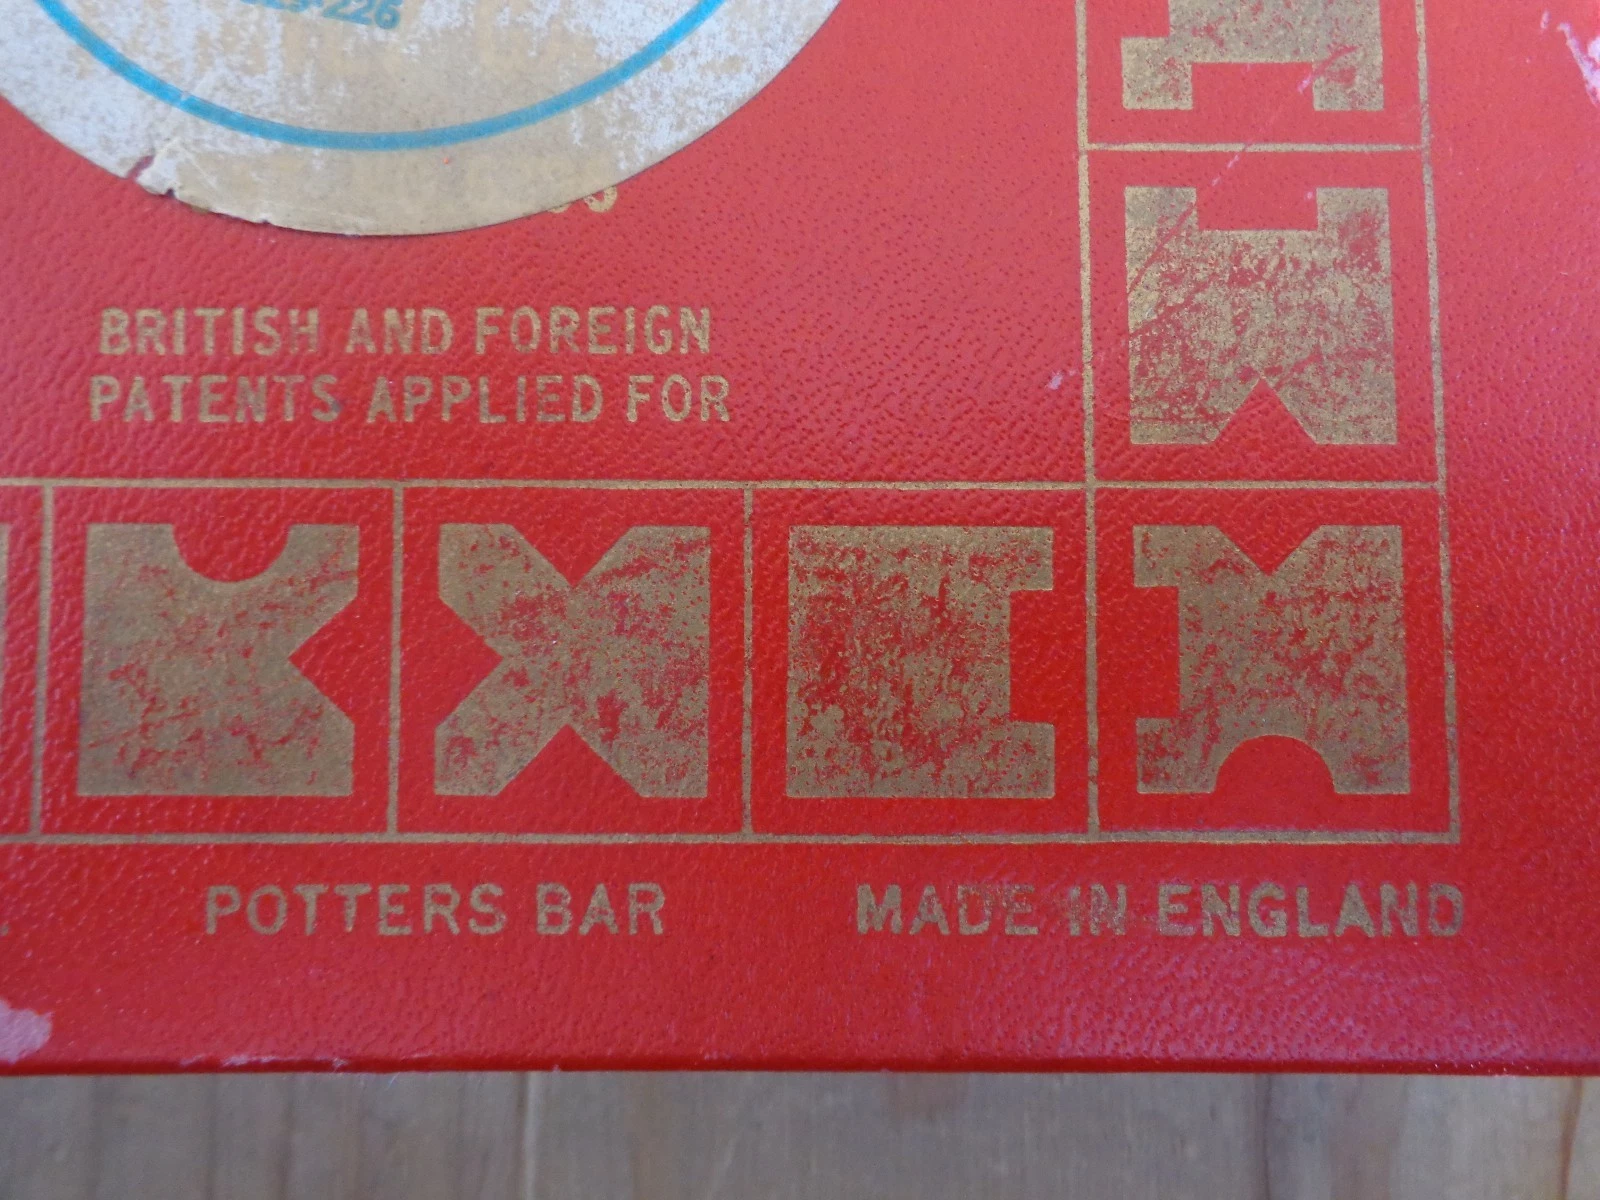 BRITISH AND FOREIGN
PATENTS APPLIED FOR
POTTERS BAR
MADE IN ENGLAND